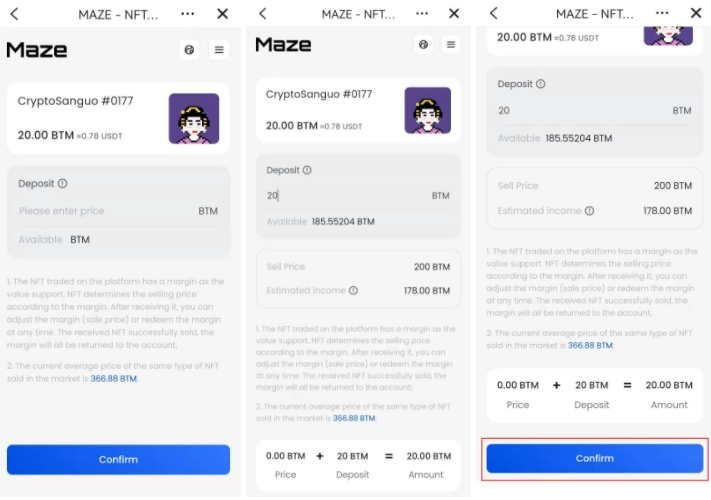 MAZE - NFT...
Maze
CryptoSanguo #0177
20.00 BTM ≈0.78 USDT
Deposit
Please enter price BTM
Available BTM
1. The NFT traded on the platform has a margin as the
value support. NFT determines the selling price
according to the margin. After receiving it, you can
adjust the margin (sale price) or redeem the margin
at any time. The received NFT successfully sold, the
margin will all be returned to the account;
2. The current average price of the same type of NFT
sold in the market is 366.88 BTM;
Confirm
MAZE - NFT...
Maze
CryptoSanguo #0177
20.00 BTM ≈0.78 USDT
Deposit
20 BTM
Available 185.55204 BTM
Sell Price 200 BTM
Estimated income 178.00 BTM
1. The NFT traded on the platform has a margin as the
value support. NFT determines the selling price
according to the margin. After receiving it, you can
adjust the margin (sale price) or redeem the margin
at any time. The received NFT successfully sold, the
margin will all be returned to the account;
2. The current average price of the same type of NFT
sold in the market is 366.88 BTM;
0.00 BTM + 20 BTM = 20.00 BTM
Price Deposit Amount
MAZE - NFT...
20.00 BTM ≈0.78 USDT
Deposit
20 BTM
Available 185.55204 BTM
Sell Price 200 BTM
Estimated income 178.00 BTM
1. The NFT traded on the platform has a margin as the
value support. NFT determines the selling price
according to the margin. After receiving it, you can
adjust the margin (sale price) or redeem the margin
at any time. The received NFT successfully sold, the
margin will all be returned to the account;
2. The current average price of the same type of NFT
sold in the market is 366.88 BTM;
0.00 BTM + 20 BTM = 20.00 BTM
Price Deposit Amount
Confirm